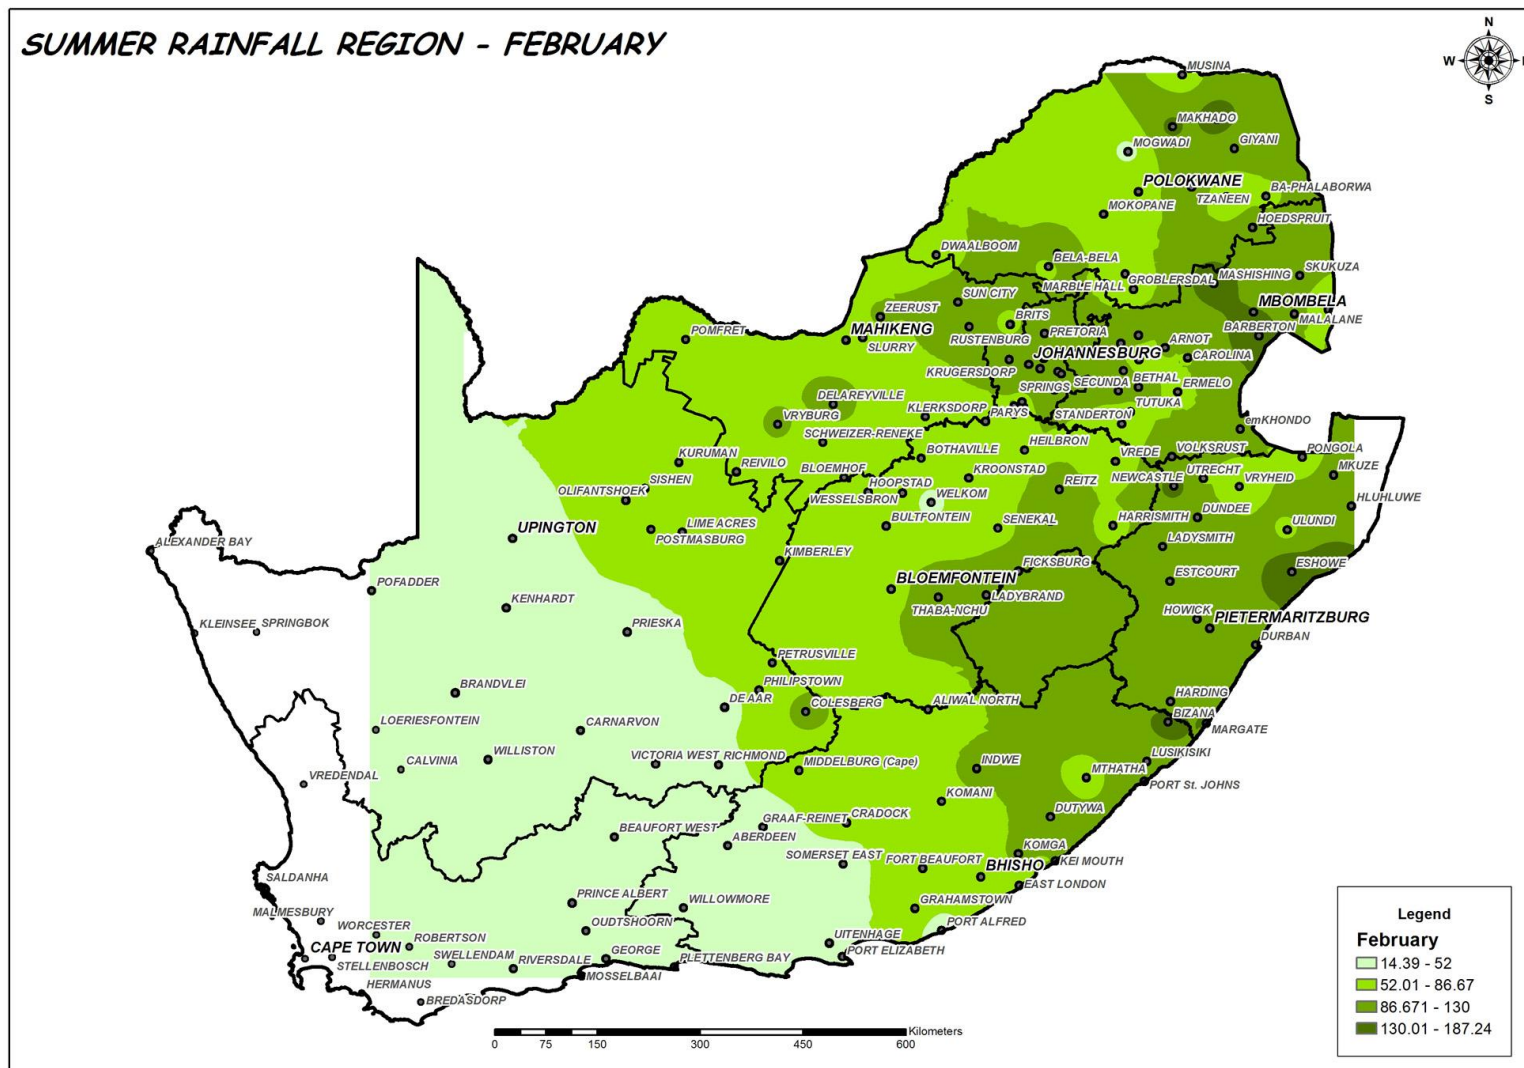 SUMMER RAINFALL REGION - FEBRUARY
N
W
S
MUSINA
MAKHADO
MOGWADI
GIYANI
POLOKWANE
BA-PHALABORWA
TZANEEN
MOKOPANE
HOEDSPRUIT
DWAALBOOM
BELA-BELA
SKUKUZA
MASHISHING
GROBLERSDAL
MARBLE HALL
SUN CITY
MBOMBELA
ZEERUST
BRITS
MALALANE
MAHIKENG
BARBERTON
POMFRET
RUSTENBURG
PRETORIA
ARNOT
SLURRY
JOHANNESBURG
CAROLINA
KRUGERSDORP
SPRINGS
SECUNDA
BETHAL
ERMELO
DELAREYVILLE
TUTUKA
KLERKSDORP
PARYS
STANDERTON
VRYBURG
emKHONDO
SCHWEIZER-RENEKE
HEILBRON
KURUMAN
BOTHAVILLE
VREDE
VOLKSRUST
PONGOLA
REIVILO
BLOEMHOF
KROONSTAD
MKUZE
SISHEN
HOOPSTAD
REITZ
NEWCASTLE
UTRECHT
VRYHEID
OLIFANTSHOEK
WESSELSBRON
WELKOM
HLUHLUWE
UPINGTON
LIME ACRES
BULTFONTEIN
SENEKAL
HARRISMITH
DUNDEE
ULUNDI
POSTMASBURG
ALEXANDER BAY
LADYSMITH
KIMBERLEY
FICKSBURG
ESTCOURT
ESHOWE
BLOEMFONTEIN
POFADDER
LADYBRAND
KENHARDT
THABA-NCHU
HOWICK
PIETERMARITZBURG
KLEINSEE
SPRINGBOK
PRIESKA
DURBAN
PETRUSVILLE
BRANDVLEI
PHILIPSTOWN
HARDING
DE AAR
COLESBERG
ALIWAL NORTH
BIZANA
LOERIESFONTEIN
CARNARVON
MARGATE
WILLISTON
VICTORIA WEST
RICHMOND
LUSIKISIKI
CALVINIA
MIDDELBURG (Cape)
INDWE
VREDENDAL
MTHATHA
PORT St. JOHNS
KOMANI
DUTYWA
GRAAF-REINET
CRADOCK
BEAUFORT WEST
ABERDEEN
KOMGA
SOMERSET EAST
FORT BEAUFORT
BHISHO
KEI MOUTH
SALDANHA
EAST LONDON
PRINCE ALBERT
WILLOWMORE
GRAHAMSTOWN
MALMESBURY
WORCESTER
OUDTSHOORN
PORT ALFRED
CAPE TOWN
ROBERTSON
UITENHAGE
STELLENBOSCH
SWELLENDAM
RIVERSDALE
GEORGE
PLETTENBERG BAY
PORT ELIZABETH
HERMANUS
MOSSELBAAI
BREDASDORP
Kilometers
0 75 150 300 450 600
Legend
February
14.39 - 52
52.01 - 86.67
86.671 - 130
130.01 - 187.24